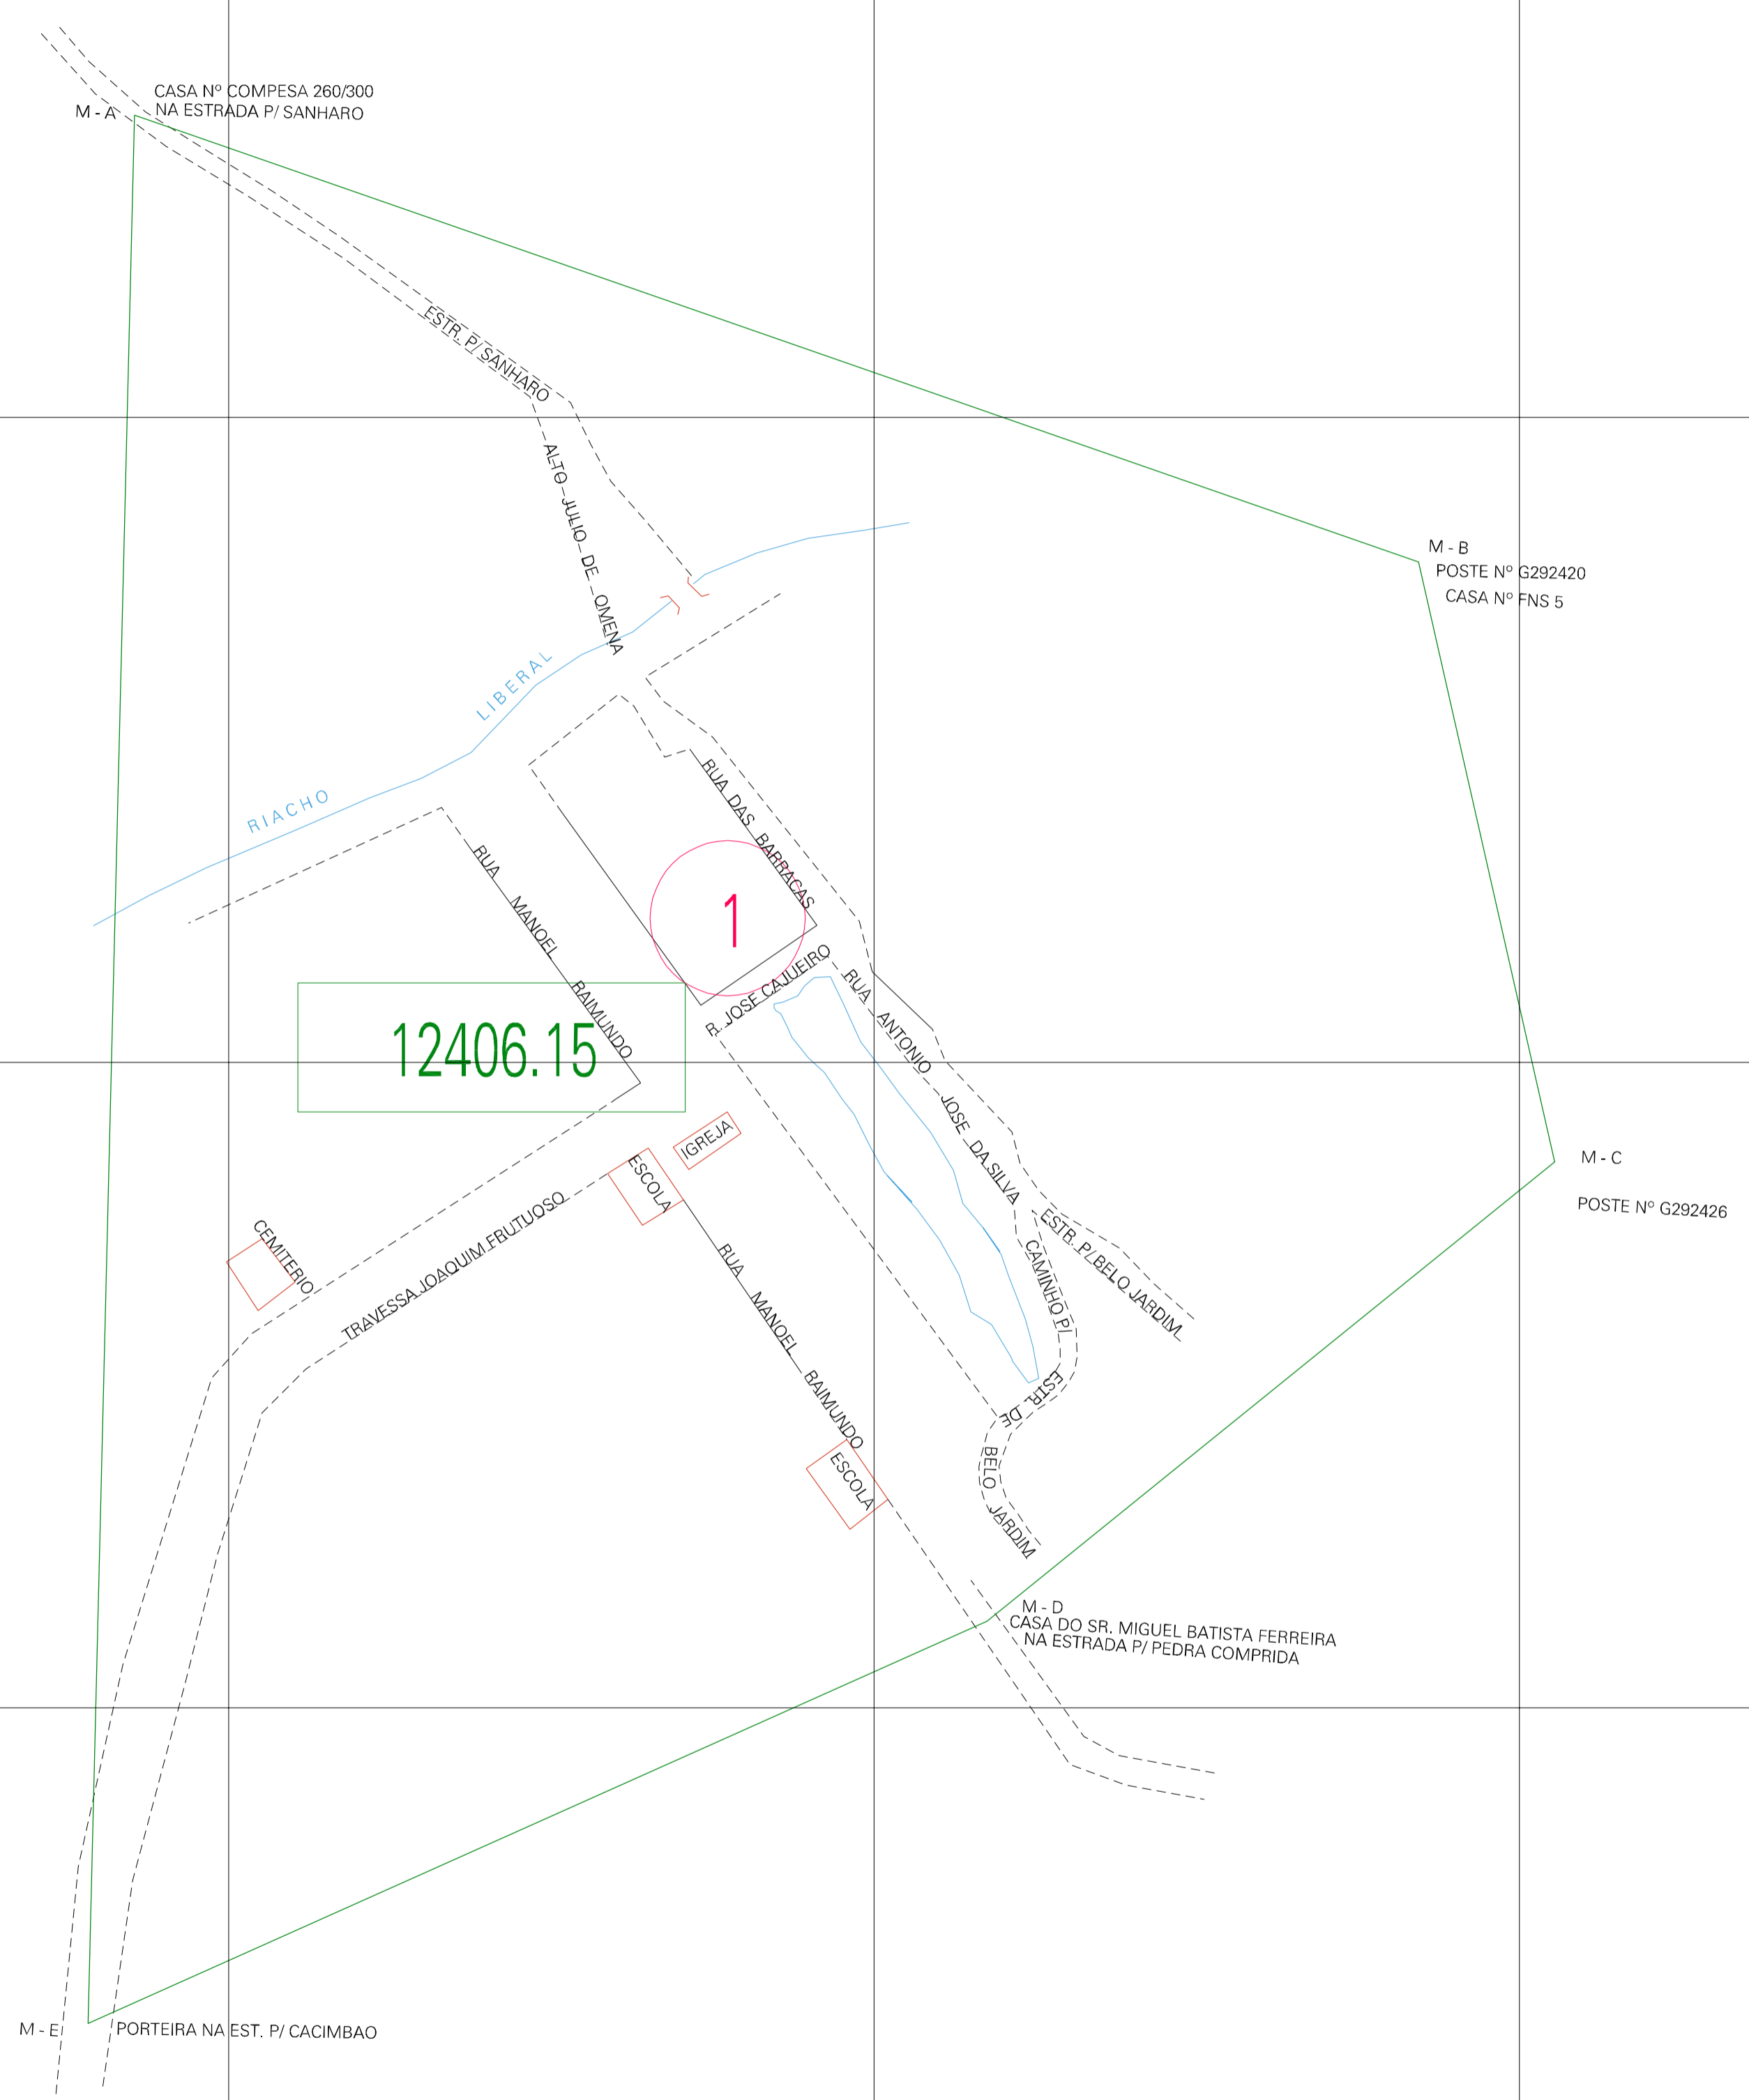 CASA Nº COMPESA 260/300
M - A
NA ESTRADA P/ SANHARO
ESTR. P/ SANHARO
ALTO JULIO DE OMENA
M - B
POSTE Nº G292420
CASA Nº FNS 5
RIACHO LIBERAL
RUA DAS BARRACAS
RUA MANOEL RAIMUNDO
1
R. JOSE CAJUEIRO
RUA ANTONIO JOSE DA SILVA
12406.15
IGREJA
ESCOLA
M - C
POSTE Nº G292426
CEMITERIO
TRAVESSA JOAQUIM FRUTUOSO
RUA MANOEL RAIMUNDO
ESTR. P/ BELO JARDIM
CAMINHO P/ ESTR. DE BELO JARDIM
ESCOLA
M - D
CASA DO SR. MIGUEL BATISTA FERREIRA
NA ESTRADA P/ PEDRA COMPRIDA
M - E
PORTEIRA NA EST. P/ CACIMBAO